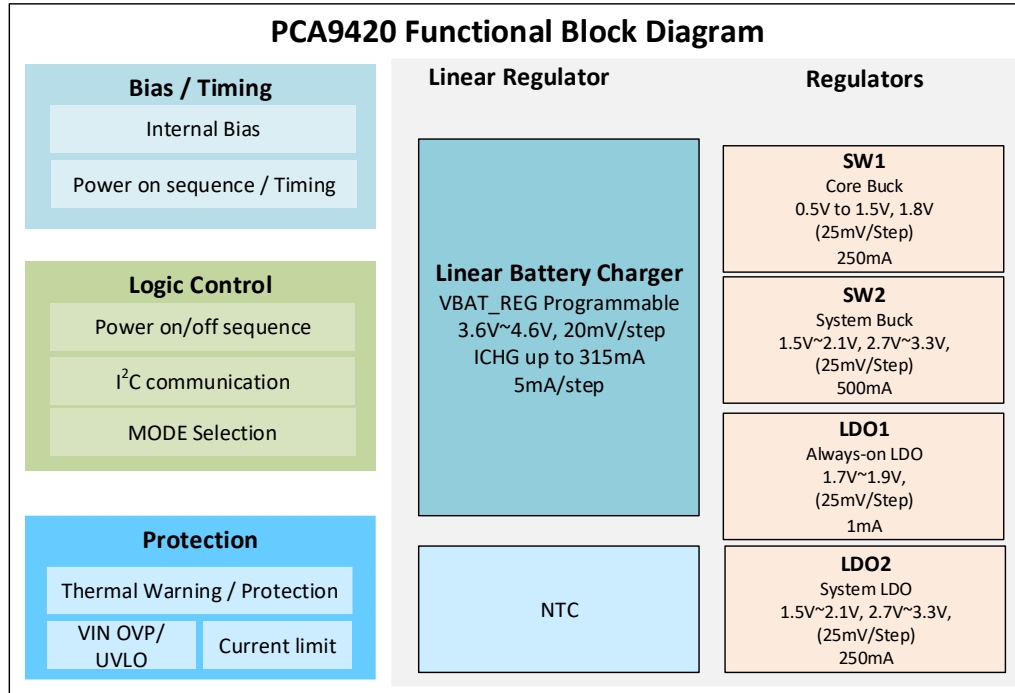 PCA9420 Functional Block Diagram
Bias / Timing
Internal Bias
Power on sequence / Timing
Logic Control
Power on/off sequence
I²C communication
MODE Selection
Protection
Thermal Warning / Protection
VIN OVP/
UVLO
Current limit
Linear Regulator
Linear Battery Charger
VBAT_REG Programmable
3.6V~4.6V, 20mV/step
ICHG up to 315mA
5mA/step
NTC
Regulators
SW1
Core Buck
0.5V to 1.5V, 1.8V
(25mV/Step)
250mA
SW2
System Buck
1.5V~2.1V, 2.7V~3.3V,
(25mV/Step)
500mA
LDO1
Always-on LDO
1.7V~1.9V,
(25mV/Step)
1mA
LDO2
System LDO
1.5V~2.1V, 2.7V~3.3V,
(25mV/Step)
250mA